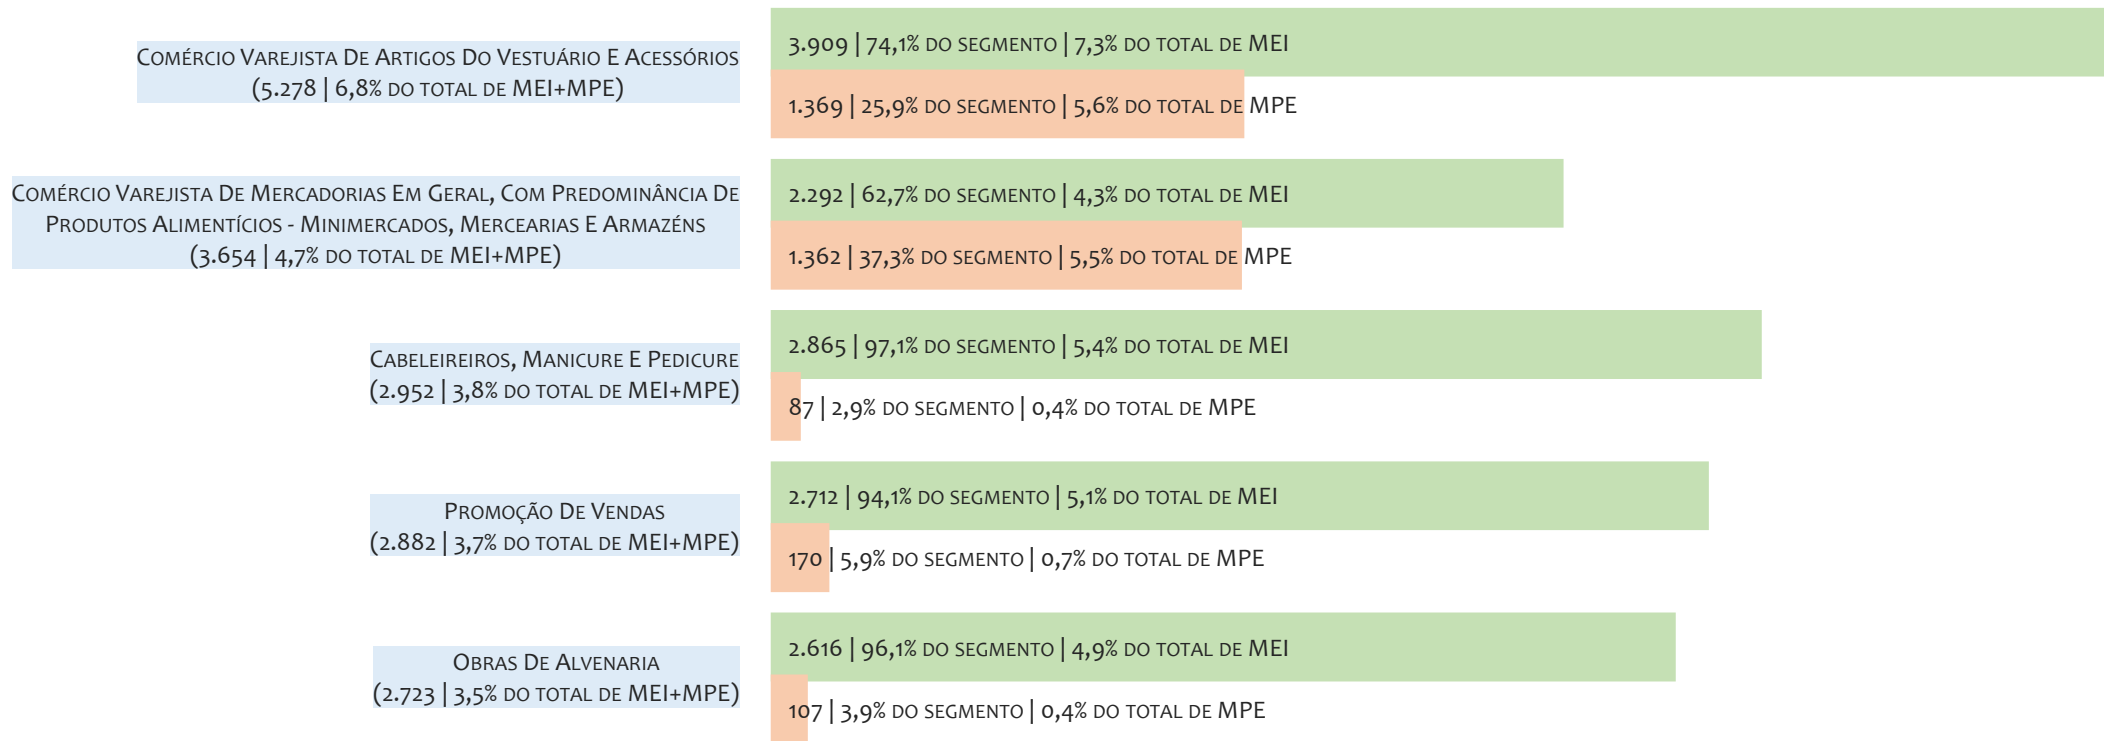 Comércio Varejista De Artigos Do Vestuário E Acessórios
(5.278 | 6,8% do total de MEI+MPE)
3.909 | 74,1% do segmento | 7,3% do total de MEI
1.369 | 25,9% do segmento | 5,6% do total de MPE
Comércio Varejista De Mercadorias Em Geral, Com Predominância De
Produtos Alimentícios - Minimercados, Mercearias E Armazéns
(3.654 | 4,7% do total de MEI+MPE)
2.292 | 62,7% do segmento | 4,3% do total de MEI
1.362 | 37,3% do segmento | 5,5% do total de MPE
Cabeleireiros, Manicure E Pedicure
(2.952 | 3,8% do total de MEI+MPE)
2.865 | 97,1% do segmento | 5,4% do total de MEI
87 | 2,9% do segmento | 0,4% do total de MPE
Promoção De Vendas
(2.882 | 3,7% do total de MEI+MPE)
2.712 | 94,1% do segmento | 5,1% do total de MEI
170 | 5,9% do segmento | 0,7% do total de MPE
Obras De Alvenaria
(2.723 | 3,5% do total de MEI+MPE)
2.616 | 96,1% do segmento | 4,9% do total de MEI
107 | 3,9% do segmento | 0,4% do total de MPE